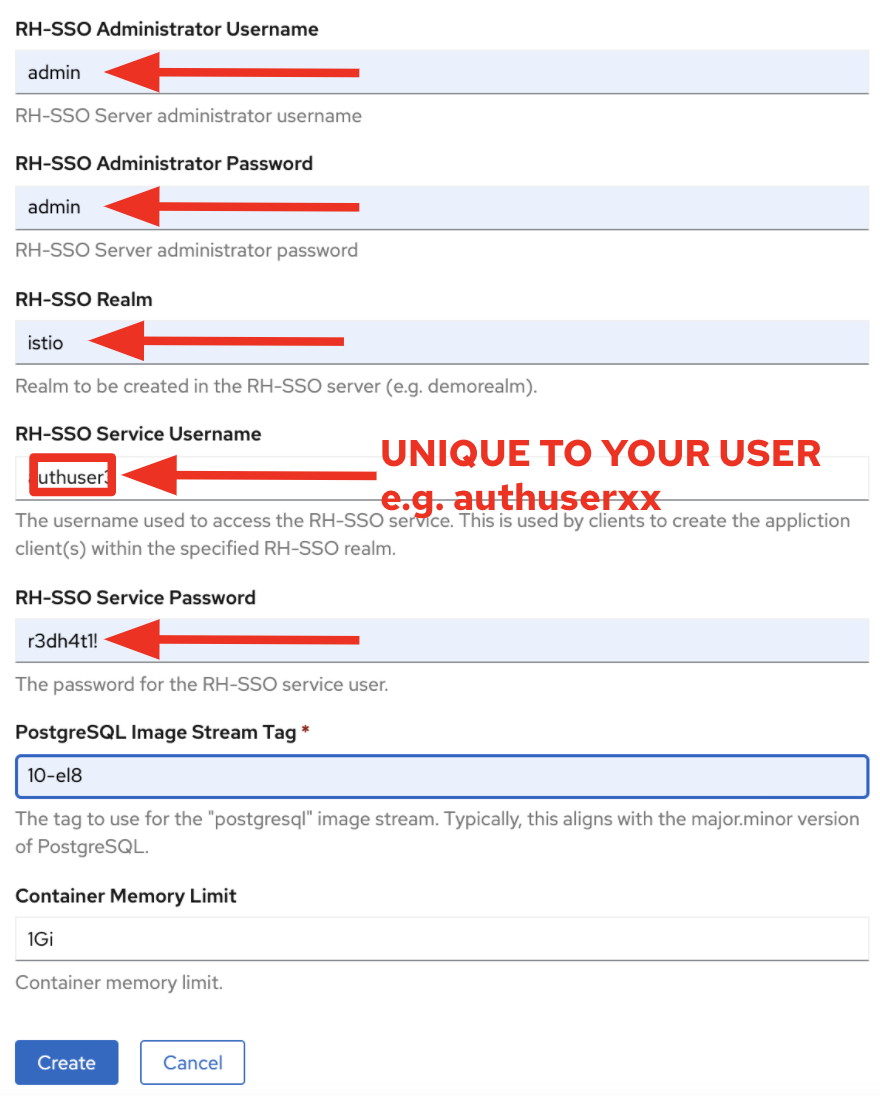 RH-SSO Administrator Username
admin
RH-SSO Server administrator username
RH-SSO Administrator Password
admin
RH-SSO Server administrator password
RH-SSO Realm
istio
Realm to be created in the RH-SSO server (e.g. demorealm).
RH-SSO Service Username
authuser3
UNIQUE TO YOUR USER
e.g. authuserxx
The username used to access the RH-SSO service. This is used by clients to create the appliction
client(s) within the specified RH-SSO realm.
RH-SSO Service Password
r3dh4t1!
The password for the RH-SSO service user.
PostgreSQL Image Stream Tag *
10-el8
The tag to use for the "postgresql" image stream. Typically, this aligns with the major.minor version
of PostgreSQL.
Container Memory Limit
1Gi
Container memory limit.
Create
Cancel